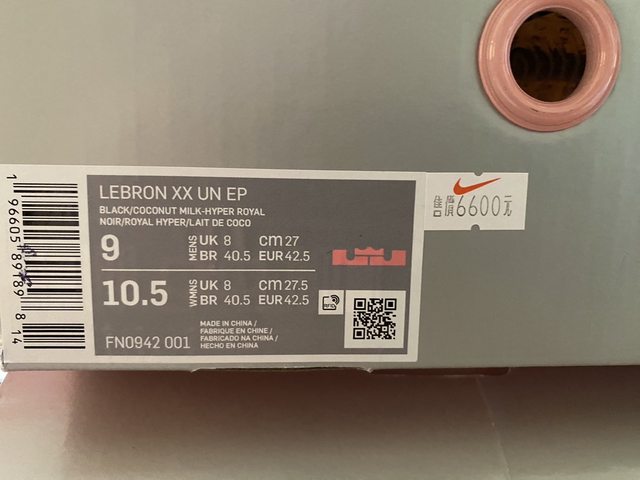 LEBRON XX UN EP
BLACK/COCONUT MILK-HYPER ROYAL
NOIR/ROYAL HYPER/LAIT DE COCO
9 MENS UK 8 CM 27
BR 40.5 EUR 42.5
10.5 WMNS UK 8 CM 27.5
BR 40.5 EUR 42.5
RFID
MADE IN CHINA /
FABRIQUE EN CHINE /
FABRICADO NA CHINA /
HECHO EN CHINA
FN0942 001
售價6600元